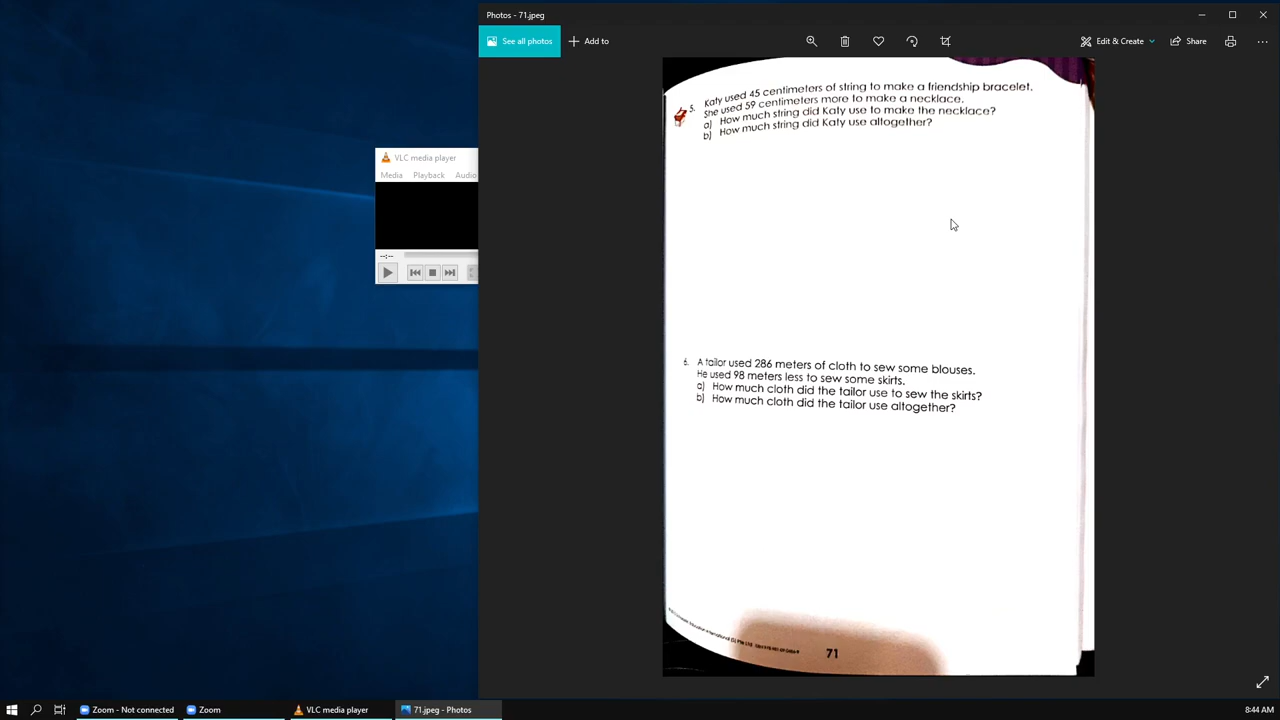 Photos - 71.jpeg
See all photos
Add to
Edit & Create
Share
VLC media player
Media Playback Audio
--:--
5. Katy used 45 centimeters of string to make a friendship bracelet.
She used 59 centimeters more to make a necklace.
a) How much string did Katy use to make the necklace?
b) How much string did Katy use altogether?
6. A tailor used 286 meters of cloth to sew some blouses.
He used 98 meters less to sew some skirts.
a) How much cloth did the tailor use to sew the skirts?
b) How much cloth did the tailor use altogether?
71
Zoom - Not connected
Zoom
VLC media player
71.jpeg - Photos
8:44 AM